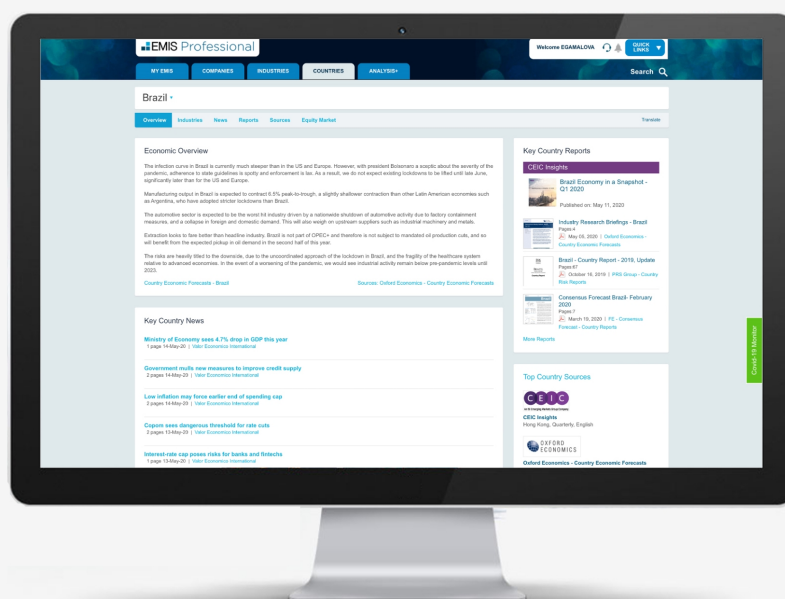 EMIS Professional
Welcome EGAMALOVA
QUICK
LINKS
MY EMIS COMPANIES INDUSTRIES COUNTRIES ANALYSIS+
Search
Brazil
Overview Industries News Reports Sources Equity Market
Translate
Economic Overview
The infection curve in Brazil is currently much steeper than in the US and Europe. However, with president Bolsonaro a sceptic about the severity of the
pandemic, adherence to state guidelines is spotty and enforcement is lax. As a result, we do not expect existing lockdowns to be lifted until late June,
significantly later than for the US and Europe.
Manufacturing output in Brazil is expected to contract 6.5% peak-to-trough, a slightly shallower contraction than other Latin American economies such
as Argentina, who have adopted stricter lockdowns than Brazil.
The automotive sector is expected to be the worst-hit industry driven by a nationwide shutdown of automotive activity due to factory containment
measures, and a collapse in foreign and domestic demand. This will also weigh on upstream suppliers such as industrial machinery and metals.
Extraction looks to fare better than headline industry. Brazil is not part of OPEC+ and therefore is not subject to mandated oil production cuts, and so
will benefit from the expected pickup in oil demand in the second half of this year.
The risks are heavily tilted to the downside, due to the uncoordinated approach of the lockdown in Brazil, and the fragility of the healthcare system
relative to advanced economies. In the event of a worsening of the pandemic, we would see industrial activity remain below pre-pandemic levels until
2023.
Country Economic Forecasts - Brazil
Sources: Oxford Economics - Country Economic Forecasts
Key Country News
Ministry of Economy sees 4.7% drop in GDP this year
1 page 14-May-20 | Valor Economico International
Government mulls new measures to improve credit supply
2 pages 14-May-20 | Valor Economico International
Low inflation may force earlier end of spending cap
2 pages 14-May-20 | Valor Economico International
Copom sees dangerous threshold for rate cuts
2 pages 13-May-20 | Valor Economico International
Interest-rate cap poses risks for banks and fintechs
1 page 13-May-20 | Valor Economico International
Key Country Reports
CEIC Insights
Brazil Economy in a Snapshot -
Q1 2020
Published on: May 11, 2020
Industry Research Briefings - Brazil
Pages:4
May 05, 2020 | Oxford Economics -
Country Economic Forecasts
Brazil - Country Report - 2019, Update
Pages:67
October 16, 2019 | PRS Group - Country
Risk Reports
Consensus Forecast Brazil- February
2020
Pages:7
March 19, 2020 | FE - Consensus
Forecast - Country Reports
More Reports
Top Country Sources
CEIC
CEIC Insights
Hong Kong, Quarterly, English
OXFORD
ECONOMICS
Oxford Economics - Country Economic Forecasts
Covid-19 Monitor